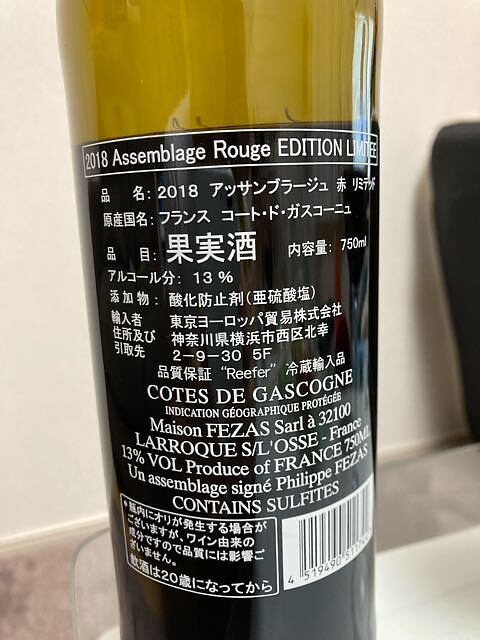 2018 Assemblage Rouge EDITION LIMITEE
品　名：2018 アッサンブラージュ 赤 リミテッド
原産国名：フランス コート・ド・ガスコーニュ
品　目：果実酒　内容量：750ml
アルコール分：13%
添加物：酸化防止剤（亜硫酸塩）
輸入者 東京ヨーロッパ貿易株式会社
住所及び 神奈川県横浜市西区北幸
引取先 2-9-30 5F
品質保証 "Reefer" 冷蔵輸入品
COTES DE GASCOGNE
INDICATION GÉOGRAPHIQUE PROTÉGÉE
Maison FEZAS Sarl à 32100
LARROQUE S/L'OSSE - France
13% VOL Produce of FRANCE 750ML
Un assemblage signé Philippe FEZAS
CONTAINS SULFITES
●瓶内にオリが発生する場合が
ございますが、ワイン由来の
成分ですので品質には影響ご
ざいません。
飲酒は20歳になってから
4 519490